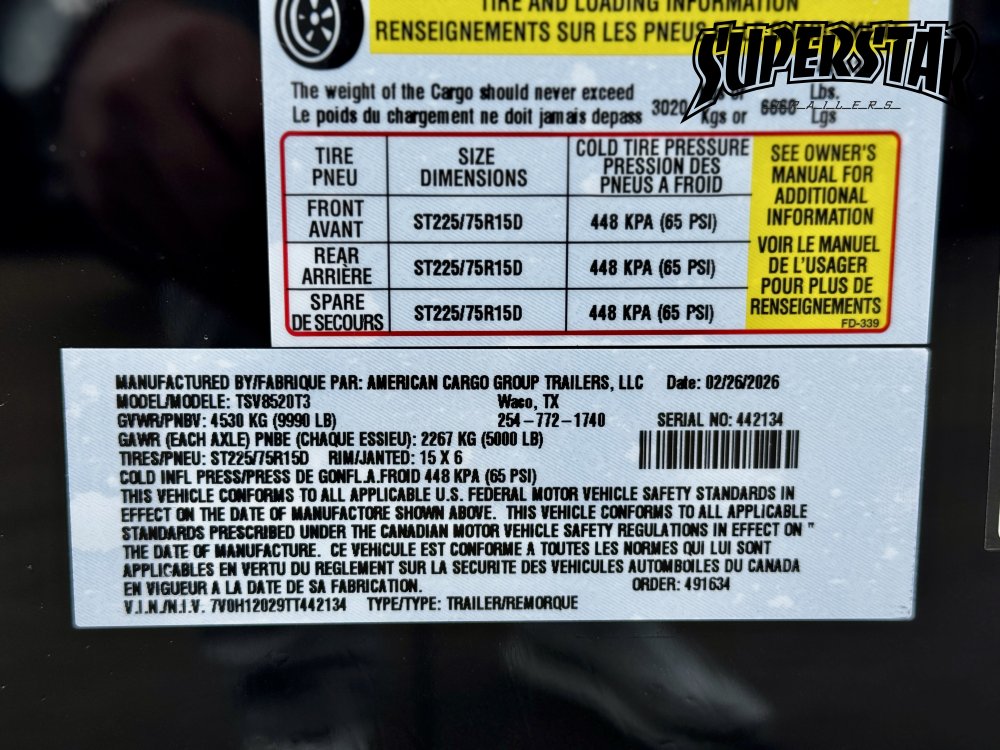 TIRE AND LOADING INFORMATION
RENSEIGNEMENTS SUR LES PNEUS
SUPERSTAR
TRAILERS
The weight of the Cargo should never exceed Lbs.
Le poids du chargement ne doit jamais depass 3020 Kgs or 6660 Lgs
TIRE PNEU
SIZE DIMENSIONS
COLD TIRE PRESSURE
PRESSION DES
PNEUS A FROID
FRONT AVANT
ST225/75R15D
448 KPA (65 PSI)
REAR ARRIÈRE
ST225/75R15D
448 KPA (65 PSI)
SPARE DE SECOURS
ST225/75R15D
448 KPA (65 PSI)
SEE OWNER'S
MANUAL FOR
ADDITIONAL
INFORMATION
VOIR LE MANUEL
DE L'USAGER
POUR PLUS DE
RENSEIGNEMENTS
FD-339
MANUFACTURED BY/FABRIQUE PAR: AMERICAN CARGO GROUP TRAILERS, LLC Date: 02/26/2026
MODEL/MODELE: TSV8520T3 Waco, TX
GVWR/PNBV: 4530 KG (9990 LB) 254-772-1740 SERIAL NO: 442134
GAWR (EACH AXLE) PNBE (CHAQUE ESSIEU): 2267 KG (5000 LB)
TIRES/PNEU: ST225/75R15D RIM/JANTED: 15 X 6
COLD INFL PRESS/PRESS DE GONFL.A.FROID 448 KPA (65 PSI)
THIS VEHICLE CONFORMS TO ALL APPLICABLE U.S. FEDERAL MOTOR VEHICLE SAFETY STANDARDS IN
EFFECT ON THE DATE OF MANUFACTORE SHOWN ABOVE. THIS VEHICLE CONFORMS TO ALL APPLICABLE
STANDARDS PRESCRIBED UNDER THE CANADIAN MOTOR VEHICLE SAFETY REGULATIONS IN EFFECT ON "
THE DATE OF MANUFACTURE. CE VEHICULE EST CONFORME A TOUTES LES NORMES QUI LUI SONT
APPLICABLES EN VERTU DU REGLEMENT SUR LA SECURITE DES VEHICULES AUTOMBOILES DU CANADA
EN VIGUEUR A LA DATE DE SA FABRICATION. ORDER: 491634
V.I.N./N.I.V. 7V0H12029TT442134 TYPE/TYPE: TRAILER/REMORQUE